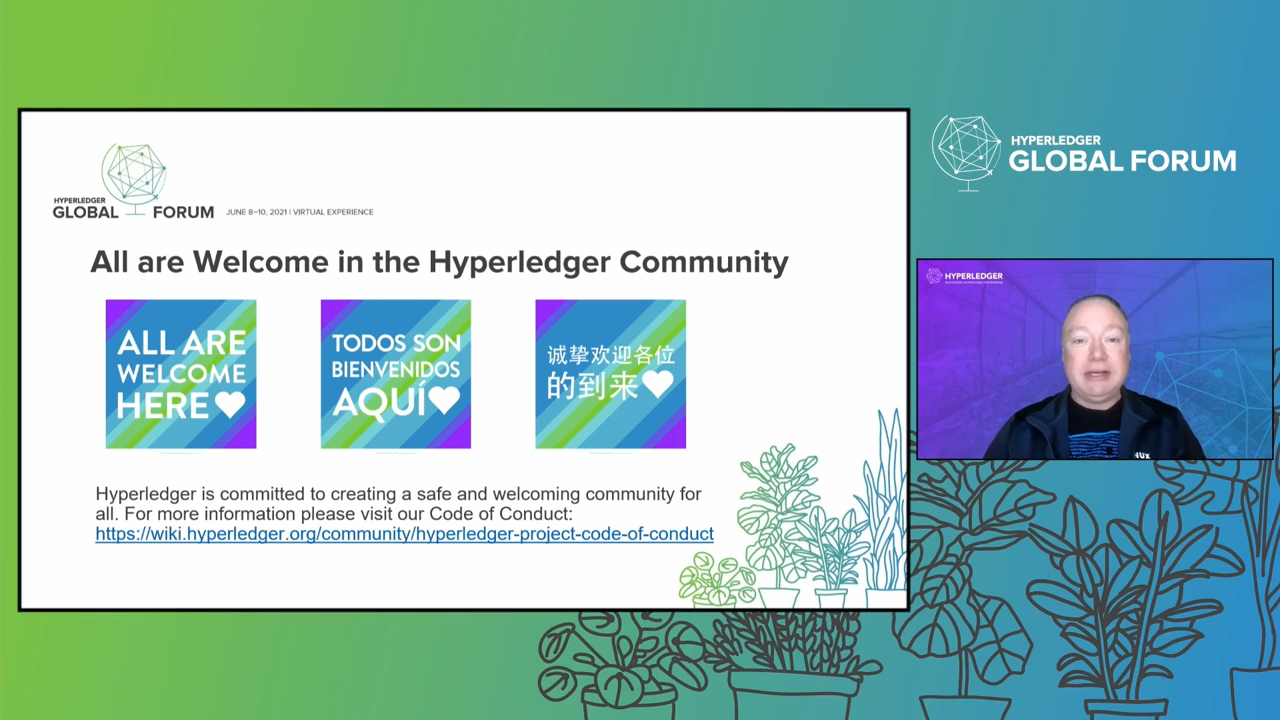 HYPERLEDGER
GLOBAL FORUM
JUNE 8–10, 2021 | VIRTUAL EXPERIENCE
All are Welcome in the Hyperledger Community
ALL ARE
WELCOME
HERE
TODOS SON
BIENVENIDOS
AQUÍ
诚挚欢迎各位
的到来
Hyperledger is committed to creating a safe and welcoming community for
all. For more information please visit our Code of Conduct:
https://wiki.hyperledger.org/community/hyperledger-project-code-of-conduct
HYPERLEDGER
GLOBAL FORUM
HYPERLEDGER
NUX